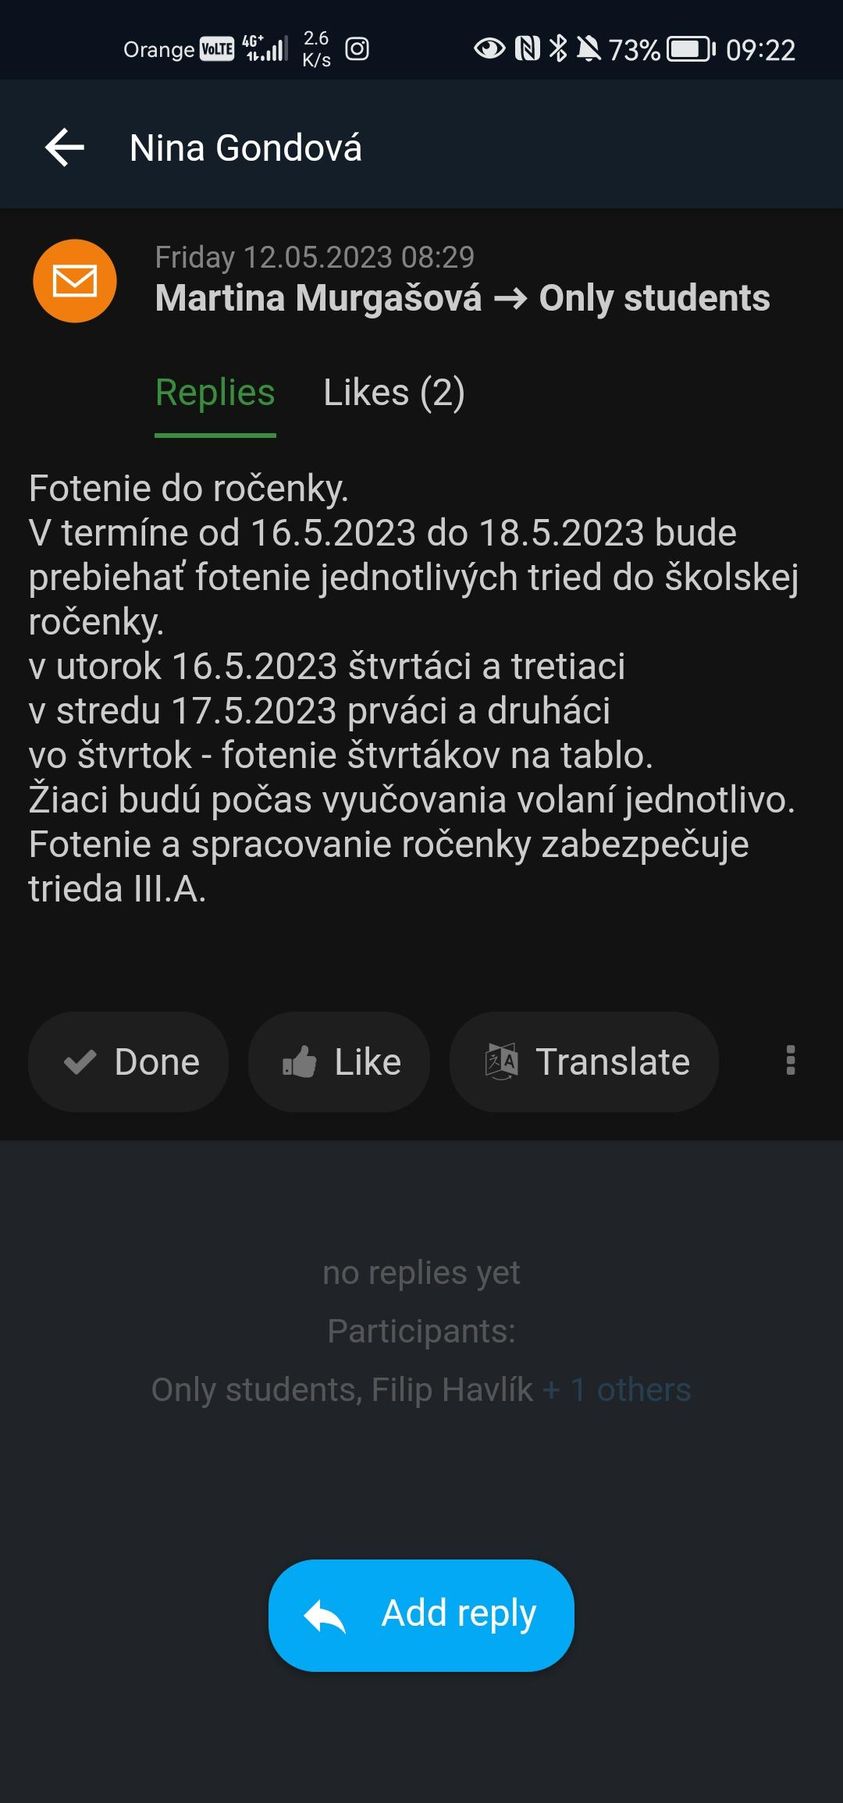 Orange VoLTE 4G+ 2.6 K/s 73% 09:22
Nina Gondová
Friday 12.05.2023 08:29
Martina Murgašová → Only students
Replies Likes (2)
Fotenie do ročenky.
V termíne od 16.5.2023 do 18.5.2023 bude
prebiehať fotenie jednotlivých tried do školskej
ročenky.
v utorok 16.5.2023 štvrtáci a tretiaci
v stredu 17.5.2023 prváci a druháci
vo štvrtok - fotenie štvrtákov na tablo.
Žiaci budú počas vyučovania volaní jednotlivo.
Fotenie a spracovanie ročenky zabezpečuje
trieda III.A.
Done Like Translate
no replies yet
Participants:
Only students, Filip Havlík + 1 others
Add reply